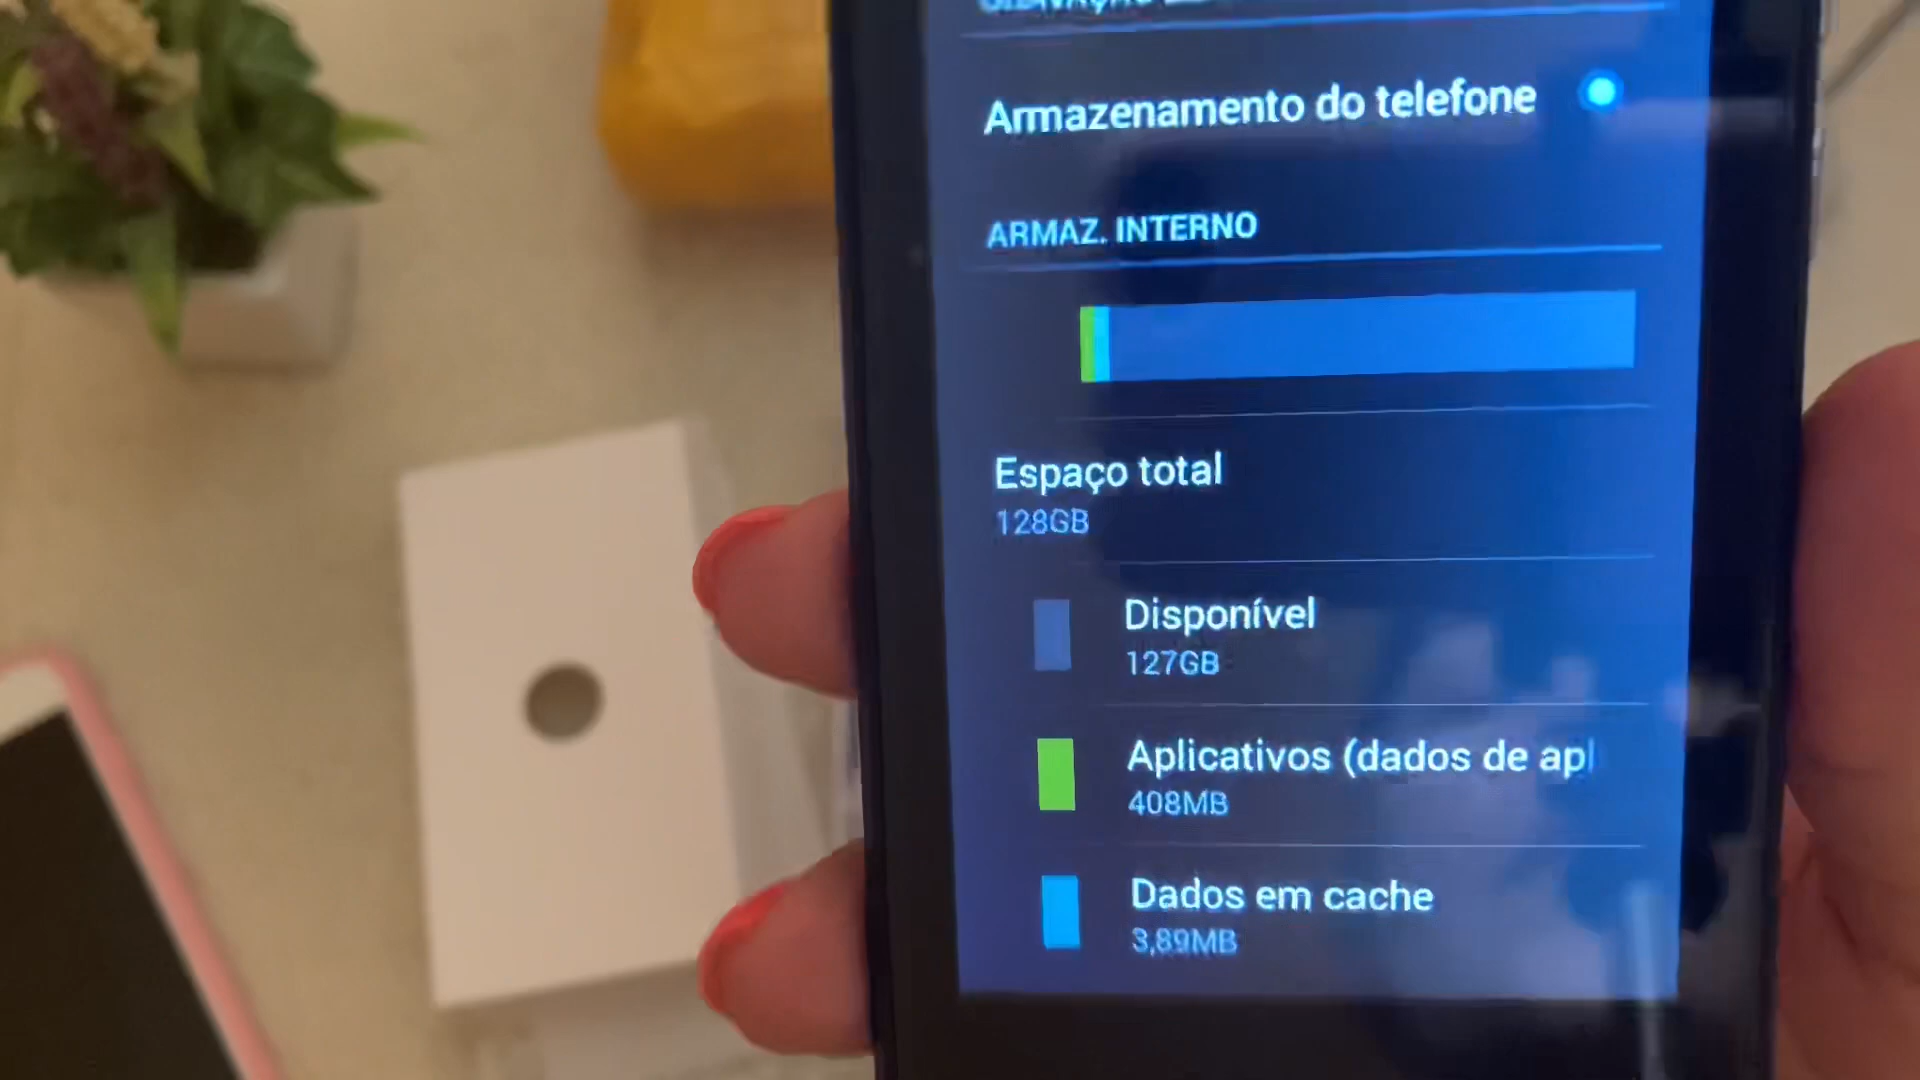 Armazenamento do telefone
ARMAZ. INTERNO
Espaço total
128GB
Disponível
127GB
Aplicativos (dados de apl
408MB
Dados em cache
3,89MB